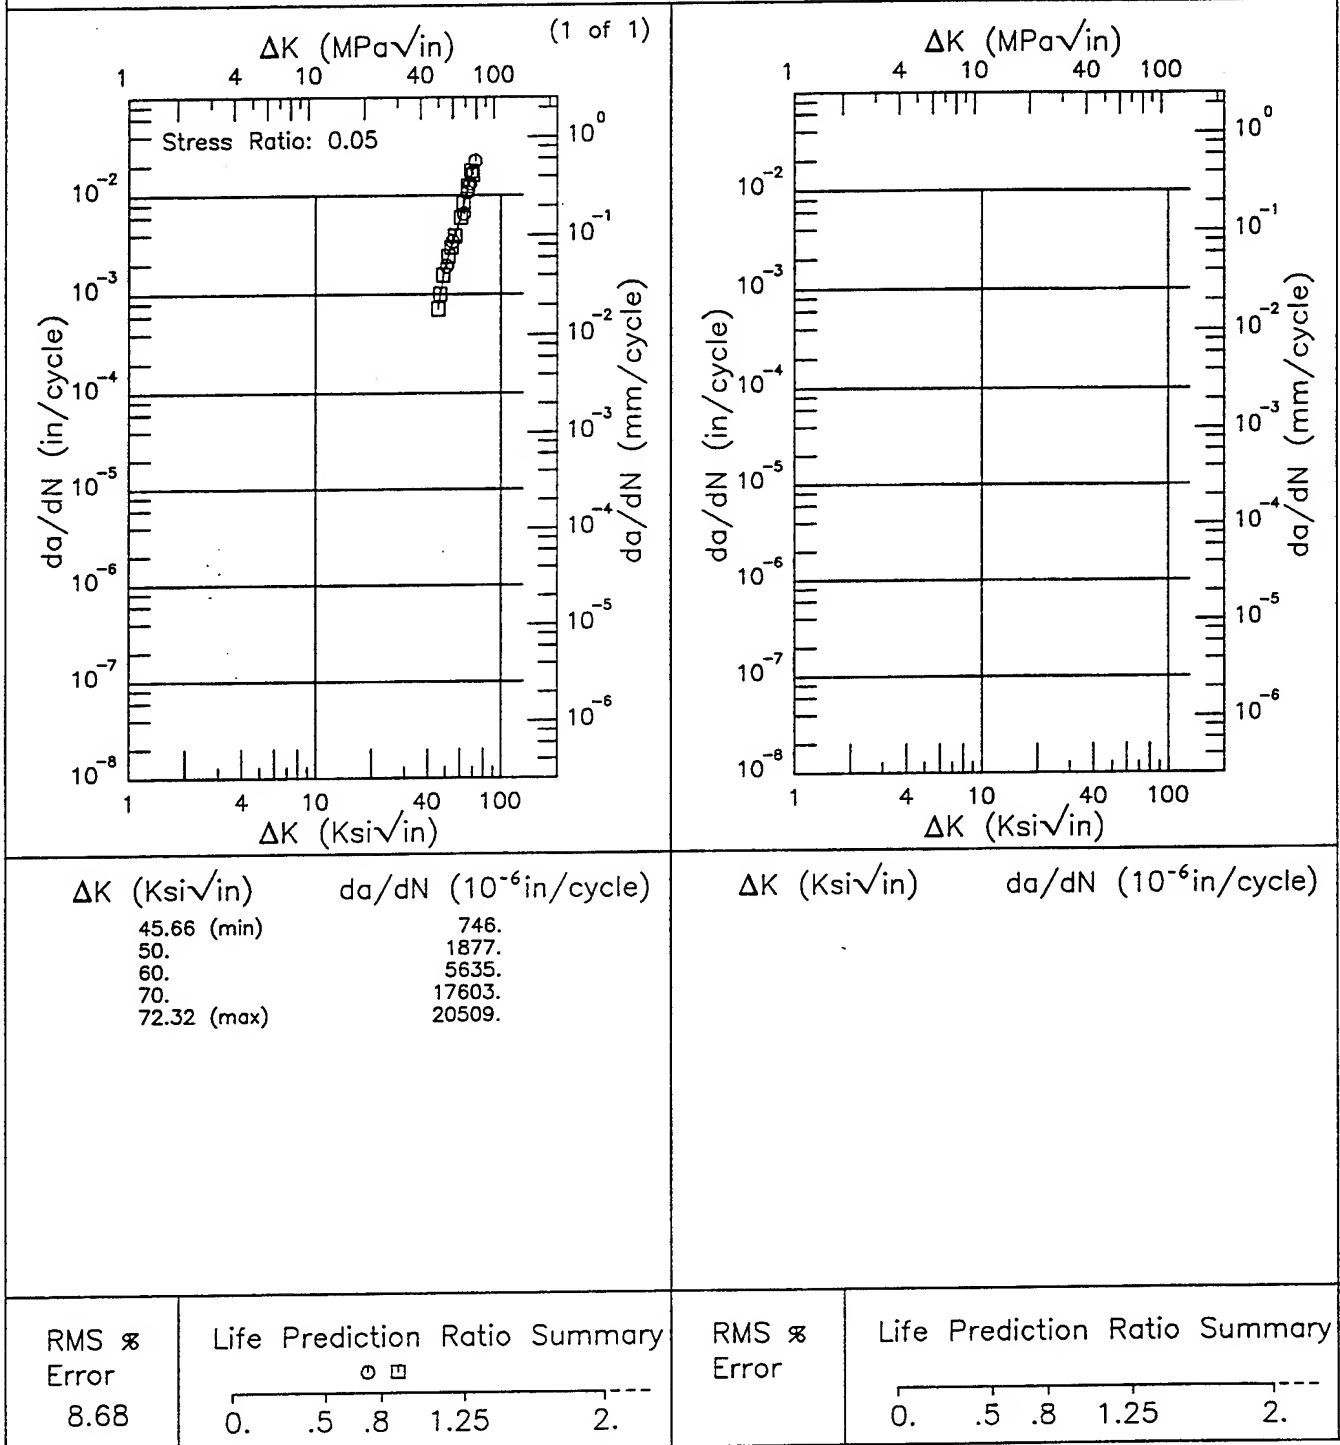 (1 of 1)
ΔK (MPa√in)
1 4 10 40 100
Stress Ratio: 0.05
10⁰
10⁻¹
10⁻²
10⁻³
10⁻⁴
10⁻⁵
10⁻⁶
da/dN (mm/cycle)
10⁻²
10⁻³
10⁻⁴
10⁻⁵
10⁻⁶
10⁻⁷
10⁻⁸
da/dN (in/cycle)
1 4 10 40 100
ΔK (Ksi√in)
ΔK (MPa√in)
1 4 10 40 100
10⁰
10⁻¹
10⁻²
10⁻³
10⁻⁴
10⁻⁵
10⁻⁶
da/dN (mm/cycle)
10⁻²
10⁻³
10⁻⁴
10⁻⁵
10⁻⁶
10⁻⁷
10⁻⁸
da/dN (in/cycle)
1 4 10 40 100
ΔK (Ksi√in)
ΔK (Ksi√in) da/dN (10⁻⁶in/cycle)
45.66 (min) 746.
50. 1877.
60. 5635.
70. 17603.
72.32 (max) 20509.
ΔK (Ksi√in) da/dN (10⁻⁶in/cycle)
RMS %
Error
8.68
Life Prediction Ratio Summary
0. .5 .8 1.25 2.
RMS %
Error
Life Prediction Ratio Summary
0. .5 .8 1.25 2.